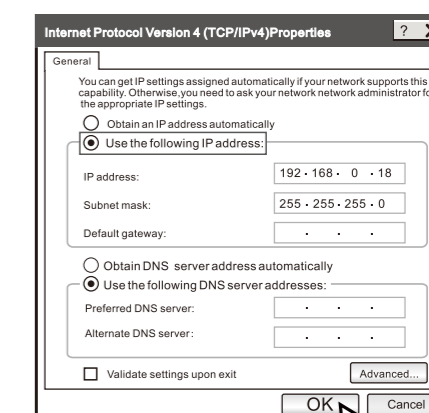 Internet Protocol Version 4 (TCP/IPv4)Properties ?
General
You can get IP settings assigned automatically if your network supports this
capability. Otherwise,you need to ask your network network administrator
the appropriate IP settings.
Obtain an IP address automatically
Use the following IP address:
IP address: 192 . 168 . 0 . 18
Subnet mask: 255 . 255 . 255 . 0
Default gateway: . . .
Obtain DNS server address automatically
Use the following DNS server addresses:
Preferred DNS server: . . .
Alternate DNS server: . . .
Validate settings upon exit Advanced...
OK Cancel